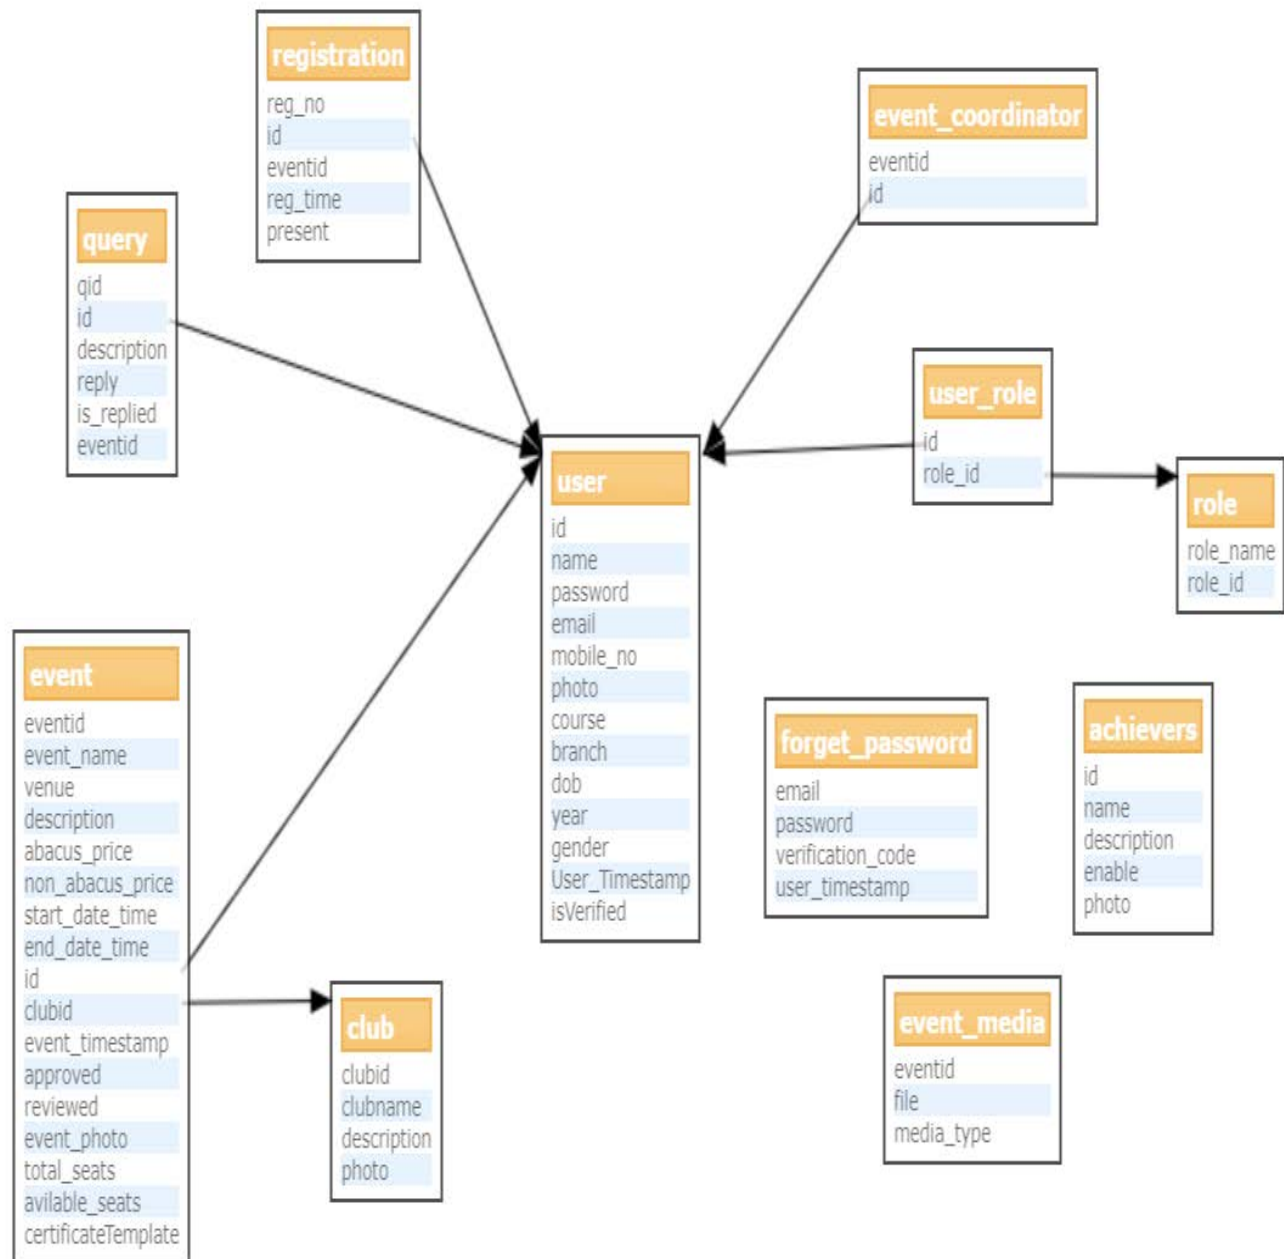 registration
reg_no
id
eventid
reg_time
present
event_coordinator
eventid
id
query
qid
id
description
reply
is_replied
eventid
user_role
id
role_id
role
role_name
role_id
user
id
name
password
email
mobile_no
photo
course
branch
dob
year
gender
User_Timestamp
isVerified
event
eventid
event_name
venue
description
abacus_price
non_abacus_price
start_date_time
end_date_time
id
clubid
event_timestamp
approved
reviewed
event_photo
total_seats
avilable_seats
certificateTemplate
forget_password
email
password
verification_code
user_timestamp
achievers
id
name
description
enable
photo
club
clubid
clubname
description
photo
event_media
eventid
file
media_type